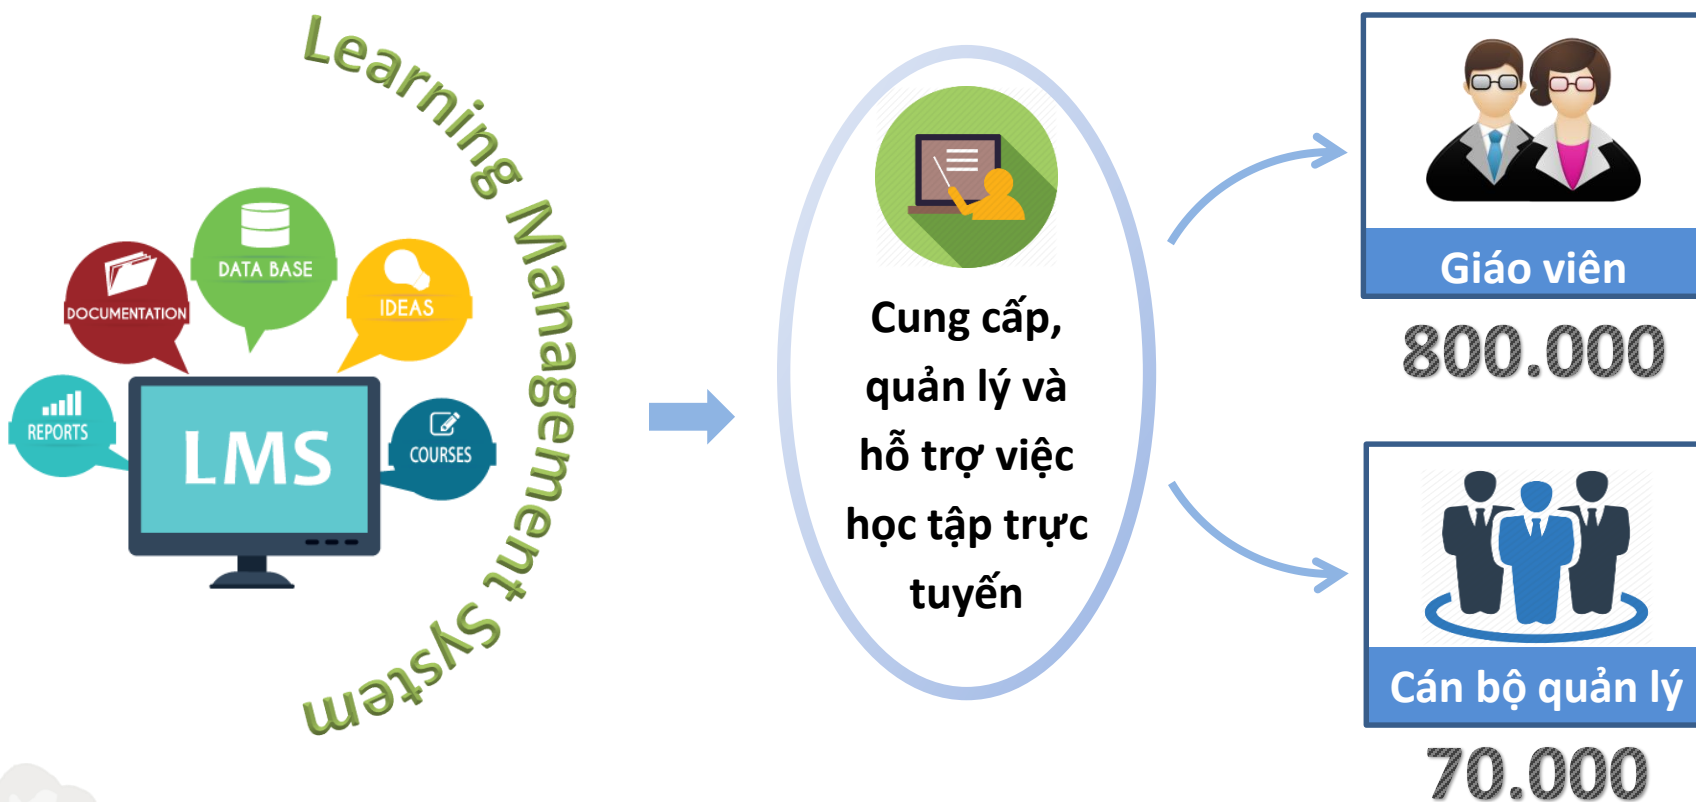 Learning Management System
DATA BASE
DOCUMENTATION
IDEAS
REPORTS
LMS
COURSES
Cung cấp,
quản lý và
hỗ trợ việc
học tập trực
tuyến
Giáo viên
800.000
Cán bộ quản lý
70.000